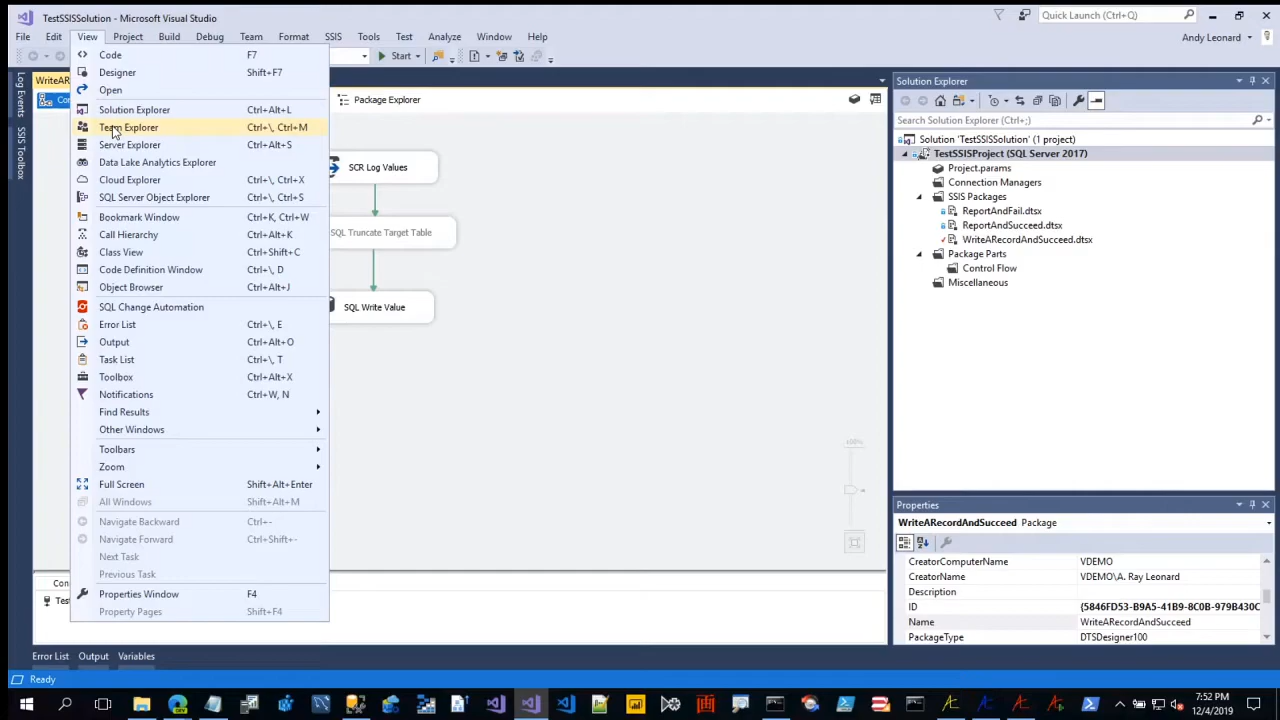 TestSSISSolution - Microsoft Visual Studio
Quick Launch (Ctrl+Q)
File Edit View Project Build Debug Team Format SSIS Tools Test Analyze Window Help
Andy Leonard
Start
Log Events
SSIS Toolbox
WriteAR
Con
Package Explorer
Code F7
Designer Shift+F7
Open
Solution Explorer Ctrl+Alt+L
Team Explorer Ctrl+\, Ctrl+M
Server Explorer Ctrl+Alt+S
Data Lake Analytics Explorer
Cloud Explorer Ctrl+\, Ctrl+X
SQL Server Object Explorer Ctrl+\, Ctrl+S
Bookmark Window Ctrl+K, Ctrl+W
Call Hierarchy Ctrl+Alt+K
Class View Ctrl+Shift+C
Code Definition Window Ctrl+\, D
Object Browser Ctrl+Alt+J
SQL Change Automation
Error List Ctrl+\, E
Output Ctrl+Alt+O
Task List Ctrl+\, T
Toolbox Ctrl+Alt+X
Notifications Ctrl+W, N
Find Results
Other Windows
Toolbars
Zoom
Full Screen Shift+Alt+Enter
All Windows Shift+Alt+M
Navigate Backward Ctrl+-
Navigate Forward Ctrl+Shift+-
Next Task
Previous Task
Properties Window F4
Property Pages Shift+F4
SCR Log Values
SQL Truncate Target Table
SQL Write Value
100%
Con
Tes
Error List Output Variables
Ready
Solution Explorer
Search Solution Explorer (Ctrl+;)
Solution 'TestSSISSolution' (1 project)
TestSSISProject (SQL Server 2017)
Project.params
Connection Managers
SSIS Packages
ReportAndFail.dtsx
ReportAndSucceed.dtsx
WriteARecordAndSucceed.dtsx
Package Parts
Control Flow
Miscellaneous
Properties
WriteARecordAndSucceed Package
CreatorComputerName VDEMO
CreatorName VDEMO\A. Ray Leonard
Description
ID {5846FD53-B9A5-41B9-8C0B-979B430C
Name WriteARecordAndSucceed
PackageType DTSDesigner100
7:52 PM
12/4/2019